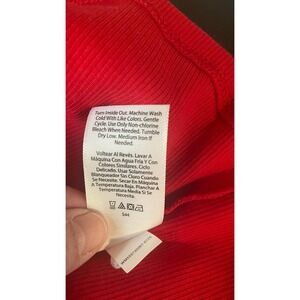 Turn Inside Out. Machine Wash
Cold With Like Colors. Gentle
Cycle. Use Only Non-chlorine
Bleach When Needed. Tumble
Dry Low. Medium Iron If
Needed.
Voltear Al Revés. Lavar A
Máquina Con Agua Fría Y Con
Colores Similares. Ciclo
Delicado. Usar Solamente
Blanqueador Sin Cloro Cuando
Se Necesite. Secar En Máquina
A Temperatura Baja. Planchar A
Temperatura Media Si Se
Necesite.